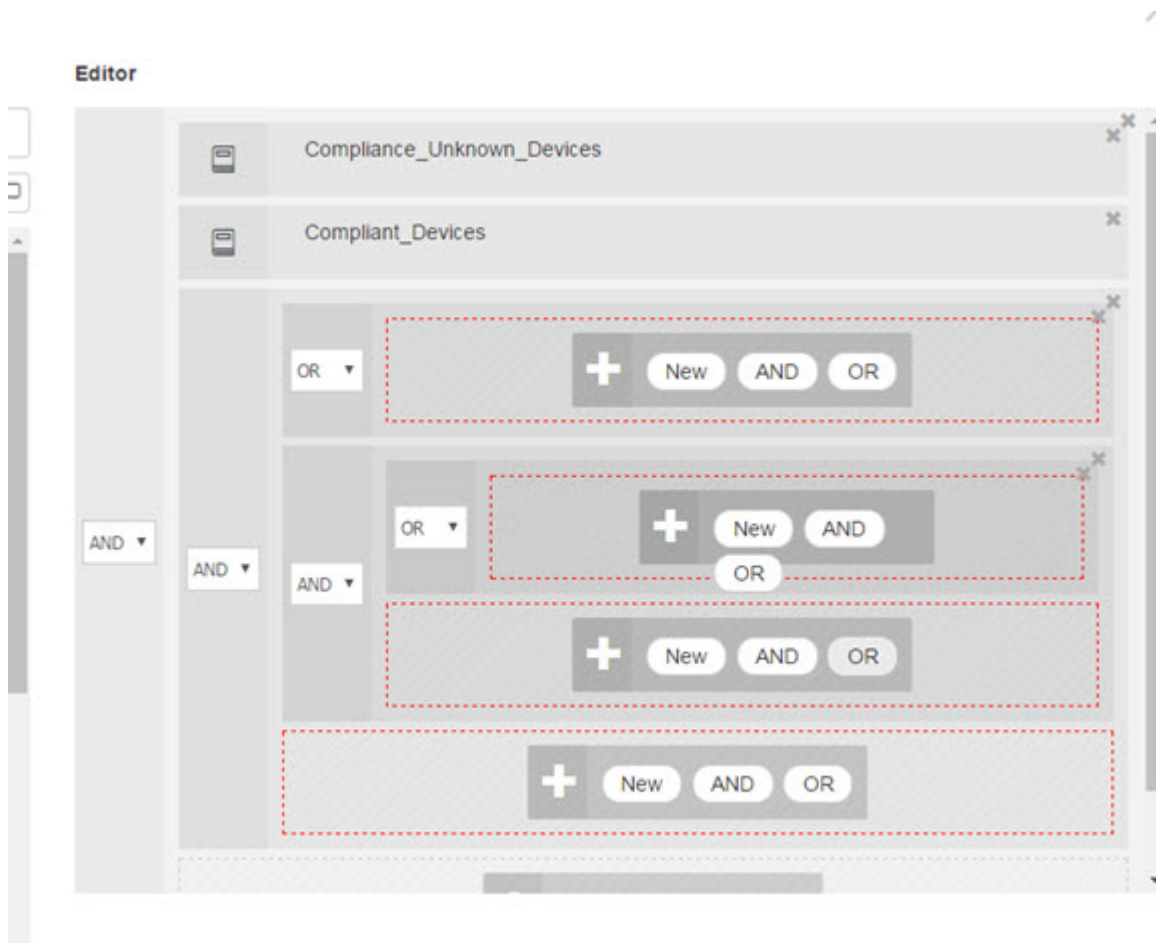 Editor
Compliance_Unknown_Devices
Compliant_Devices
OR
New AND OR
OR
New AND
OR
AND
AND
AND
New AND OR
New AND OR